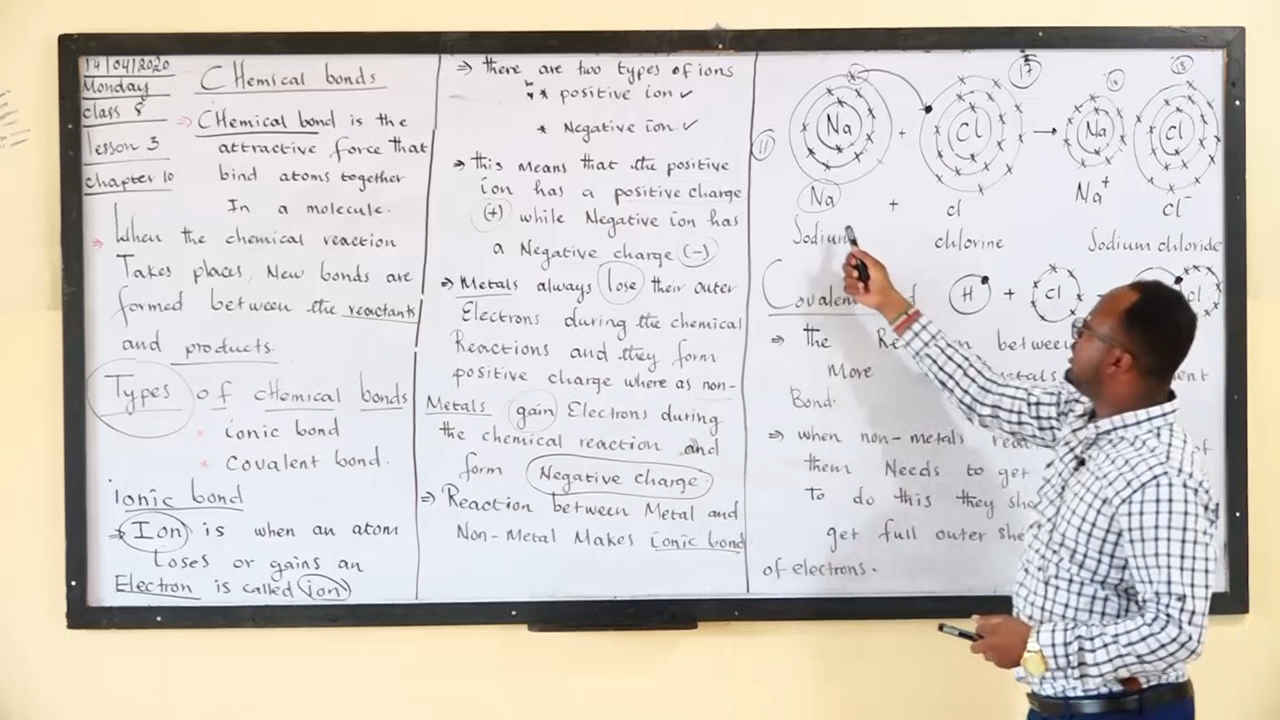 14/04/2020
Monday
class 8
lesson 3
chapter 10
CHemical bonds
⇒ CHemical bond is the
attractive force that
bind atoms together
In a molecule.
⇒ When the chemical reaction
Takes places, New bonds are
formed between the reactants
and products.
Types of chemical bonds
* ionic bond
* Covalent bond.
ionic bond
⇒ Ion is when an atom
Loses or gains an
Electron is called ion
⇒ there are two types of ions
* positive ion ✓
* Negative ion ✓
⇒ this means that the positive
ion has a positive charge
(+) while Negative ion has
a Negative charge (-)
⇒ Metals always lose their outer
Electrons during the chemical
Reactions and they form
positive charge where as non-
Metals gain Electrons during
the chemical reaction and
form Negative charge.
⇒ Reaction between Metal and
Non-Metal Makes ionic bond
11 Na + Cl 17 → Na Cl 18
Na + cl Na+ Cl-
Sodium chlorine Sodium chloride
Covalent H + Cl cl
⇒ the between
More
Bond.
⇒ when non-metals
them Needs to get of
To do this they
get full outer
of electrons.